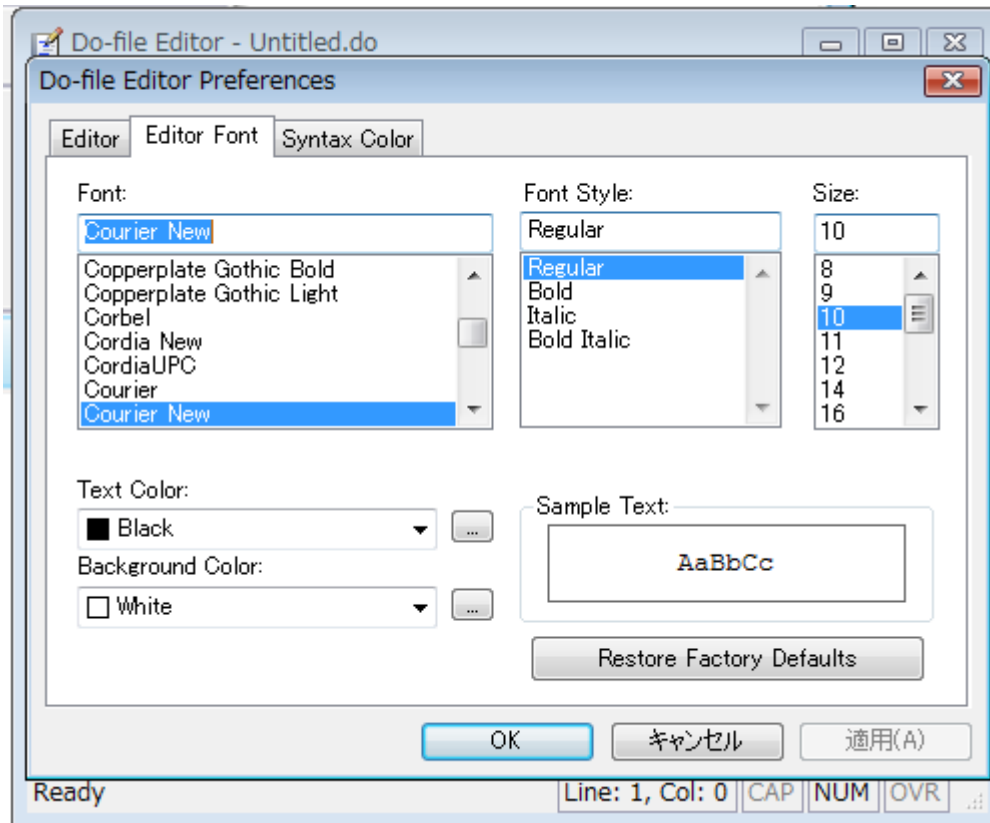 Do-file Editor - Untitled.do
Do-file Editor Preferences
Editor Editor Font Syntax Color
Font: Font Style: Size:
Courier New Regular 10
Copperplate Gothic Bold Regular 8
Copperplate Gothic Light Bold 9
Corbel Italic 10
Cordia New Bold Italic 11
CordiaUPC 12
Courier 14
Courier New 16
Text Color:
Sample Text:
Black ...
AaBbCc
Background Color:
White ...
Restore Factory Defaults
OK キャンセル 適用(A)
Ready Line: 1, Col: 0 CAP NUM OVR